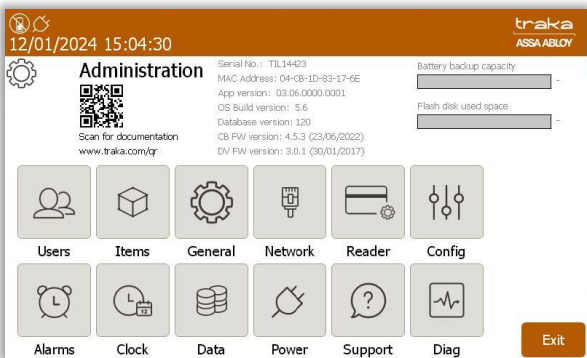 traka
12/01/2024 15:04:30
ASSA ABLOY
Administration
Scan for documentation
www.traka.com/qr
Serial No.: TIL14423
MAC Address: 04-CB-1D-83-17-6E
App version: 03.06.0000.0001
OS Build version: 5.6
Database version: 120
CB FW version: 4.5.3 (23/06/2022)
DV FW version: 3.0.1 (30/01/2017)
Battery backup capacity
-
Flash disk used space
-
Users Items General Network Reader Config
12
?
Alarms Clock Data Power Support Diag
Exit